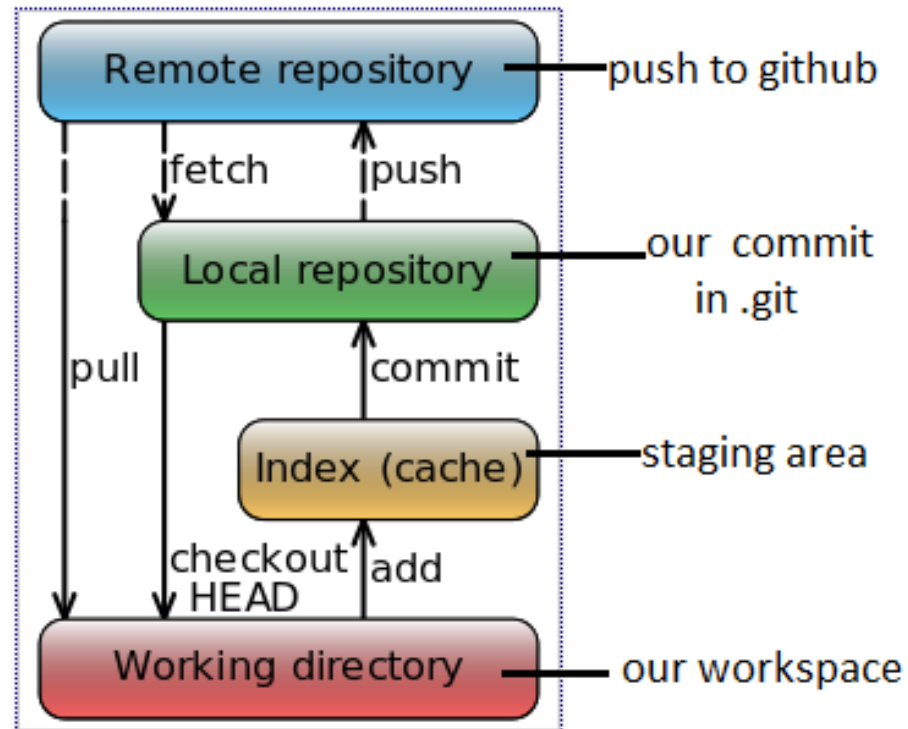 Remote repository
push to github
fetch
push
Local repository
our commit
in .git
pull
commit
Index (cache)
staging area
checkout
HEAD
add
Working directory
our workspace